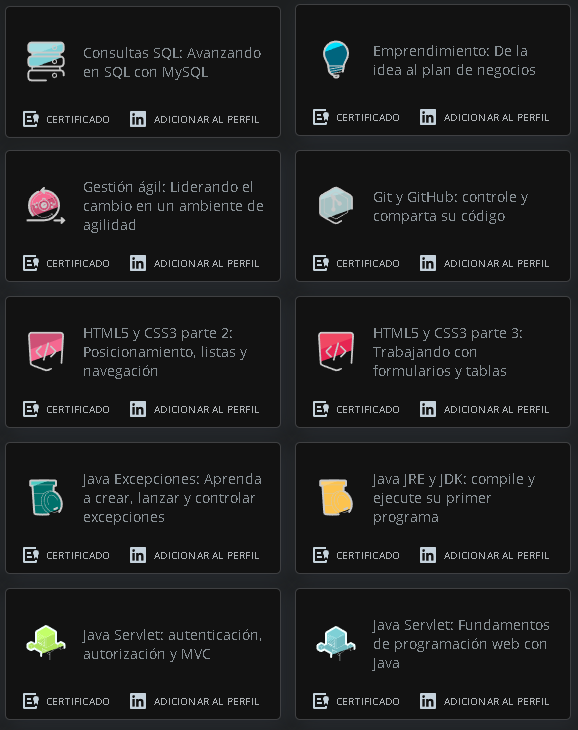 Consultas SQL: Avanzando
en SQL con MySQL
CERTIFICADO
ADICIONAR AL PERFIL
Emprendimiento: De la
idea al plan de negocios
CERTIFICADO
ADICIONAR AL PERFIL
Gestión ágil: Liderando el
cambio en un ambiente de
agilidad
CERTIFICADO
ADICIONAR AL PERFIL
Git y GitHub: controle y
comparta su código
CERTIFICADO
ADICIONAR AL PERFIL
HTML5 y CSS3 parte 2:
Posicionamiento, listas y
navegación
CERTIFICADO
ADICIONAR AL PERFIL
HTML5 y CSS3 parte 3:
Trabajando con
formularios y tablas
CERTIFICADO
ADICIONAR AL PERFIL
Java Excepciones: Aprenda
a crear, lanzar y controlar
excepciones
CERTIFICADO
ADICIONAR AL PERFIL
Java JRE y JDK: compile y
ejecute su primer
programa
CERTIFICADO
ADICIONAR AL PERFIL
Java Servlet: autenticación,
autorización y MVC
CERTIFICADO
ADICIONAR AL PERFIL
Java Servlet: Fundamentos
de programación web con
Java
CERTIFICADO
ADICIONAR AL PERFIL